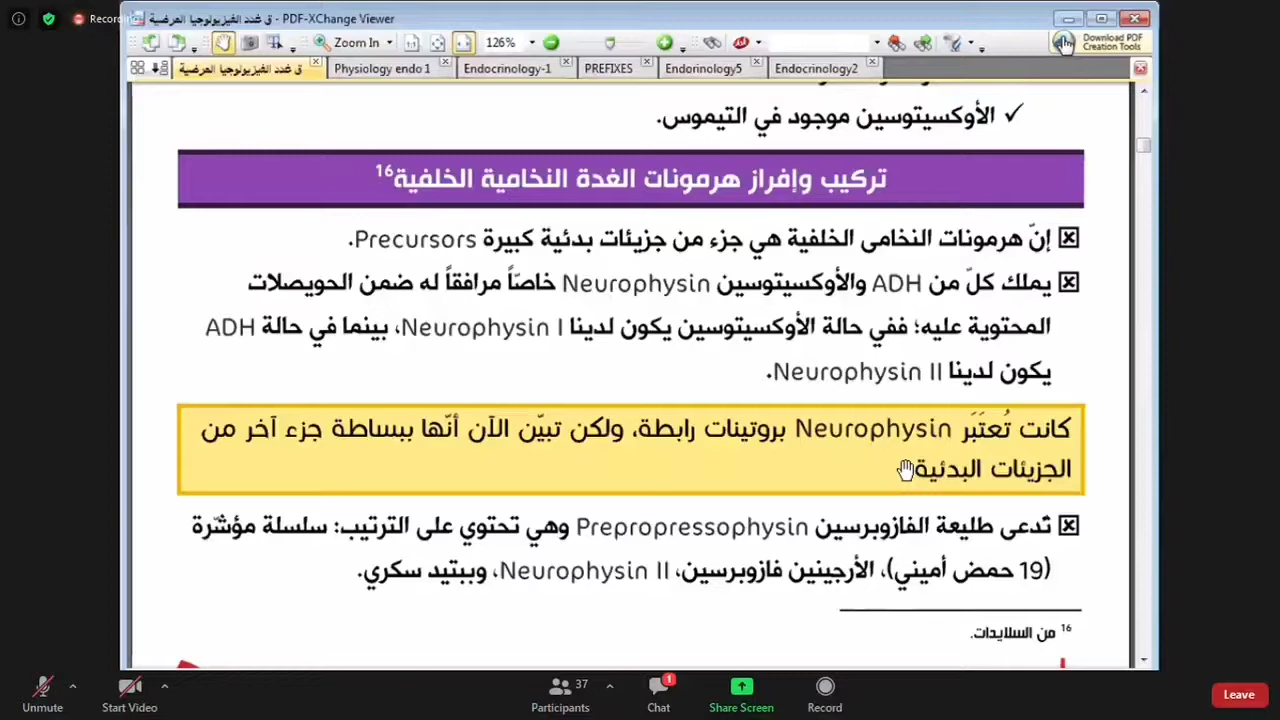 Recording
ق غدد الفيزيولوجيا المرضية - PDF-XChange Viewer
Zoom In 126% Download PDF
Creation Tools
ق غدد الفيزيولوجيا المرضية Physiology endo 1 Endocrinology-1 PREFIXES Endorinology5 Endocrinology2
✓ الأوكسيتوسين موجود في التيموس.
تركيب وإفراز هرمونات الغدة النخامية الخلفية16
إنّ هرمونات النخامى الخلفية هي جزء من جزيئات بدئية كبيرة Precursors.
يملك كلّ من ADH والأوكسيتوسين Neurophysin خاصّاً مرافقاً له ضمن الحويصلات
المحتوية عليه؛ ففي حالة الأوكسيتوسين يكون لدينا Neurophysin I، بينما في حالة ADH
يكون لدينا Neurophysin II.
كانت تُعتَبَر Neurophysin بروتينات رابطة، ولكن تبيّن الآن أنّها ببساطة جزء آخر من
الجزيئات البدئية
تُدعى طليعة الفازوبرسين Prepropressophysin وهي تحتوي على الترتيب: سلسلة مؤشّرة
(19 حمض أميني)، الأرجينين فازوبرسين، Neurophysin II، وببتيد سكري.
16 من السلايدات.
Unmute Start Video 37 Participants 1 Chat Share Screen Record Leave